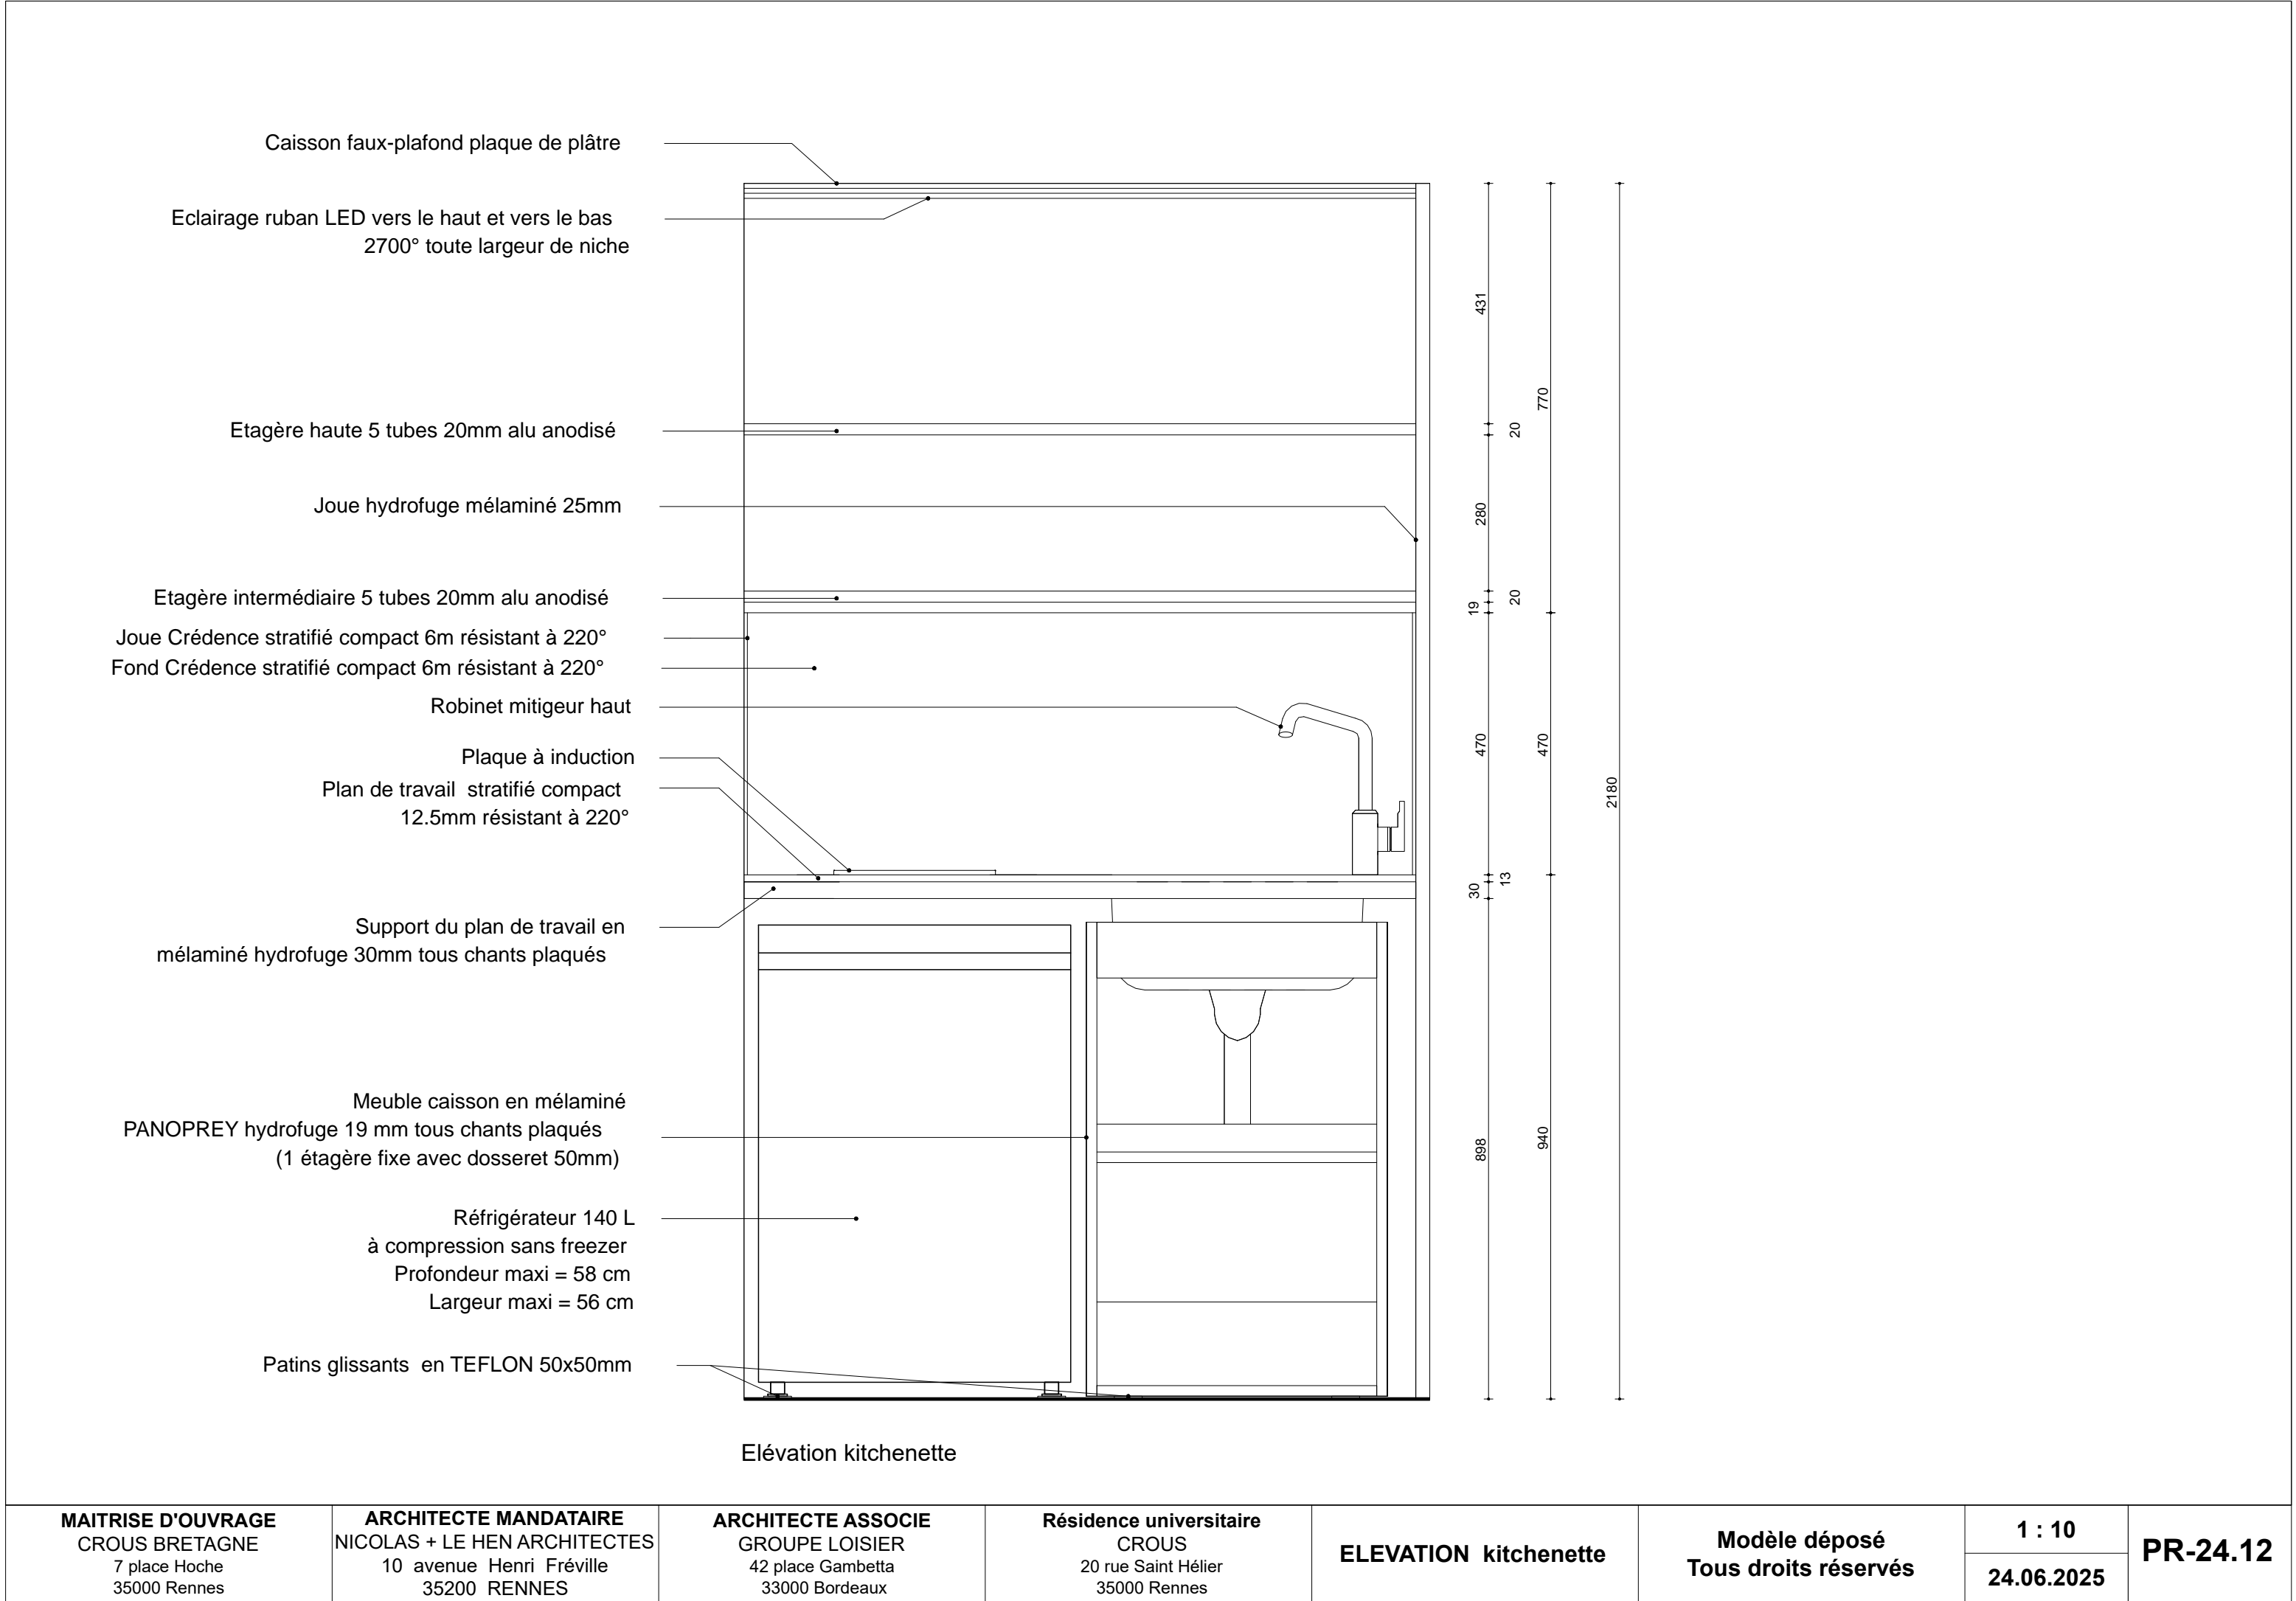 Caisson faux-plafond plaque de plâtre
Eclairage ruban LED vers le haut et vers le bas
2700° toute largeur de niche
Etagère haute 5 tubes 20mm alu anodisé
Joue hydrofuge mélaminé 25mm
Etagère intermédiaire 5 tubes 20mm alu anodisé
Joue Crédence stratifié compact 6m résistant à 220°
Fond Crédence stratifié compact 6m résistant à 220°
Robinet mitigeur haut
Plaque à induction
Plan de travail stratifié compact
12.5mm résistant à 220°
Support du plan de travail en
mélaminé hydrofuge 30mm tous chants plaqués
Meuble caisson en mélaminé
PANOPREY hydrofuge 19 mm tous chants plaqués
(1 étagère fixe avec dosseret 50mm)
Réfrigérateur 140 L
à compression sans freezer
Profondeur maxi = 58 cm
Largeur maxi = 56 cm
Patins glissants en TEFLON 50x50mm
431
20
280
20
19
470
13
30
898
770
470
940
2180
Elévation kitchenette
MAITRISE D'OUVRAGE
CROUS BRETAGNE
7 place Hoche
35000 Rennes
ARCHITECTE MANDATAIRE
NICOLAS + LE HEN ARCHITECTES
10 avenue Henri Fréville
35200 RENNES
ARCHITECTE ASSOCIE
GROUPE LOISIER
42 place Gambetta
33000 Bordeaux
Résidence universitaire
CROUS
20 rue Saint Hélier
35000 Rennes
ELEVATION kitchenette
Modèle déposé
Tous droits réservés
1 : 10
24.06.2025
PR-24.12